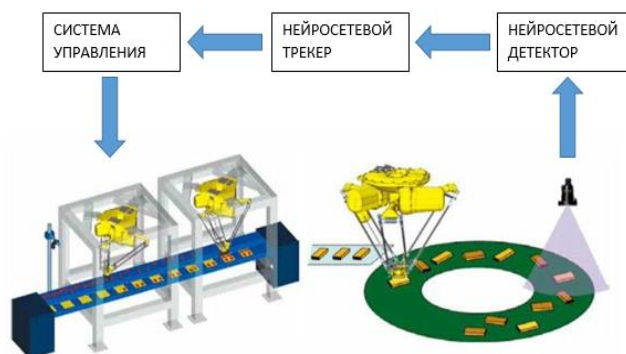 СИСТЕМА
УПРАВЛЕНИЯ
НЕЙРОСЕТЕВОЙ
ТРЕКЕР
НЕЙРОСЕТЕВОЙ
ДЕТЕКТОР